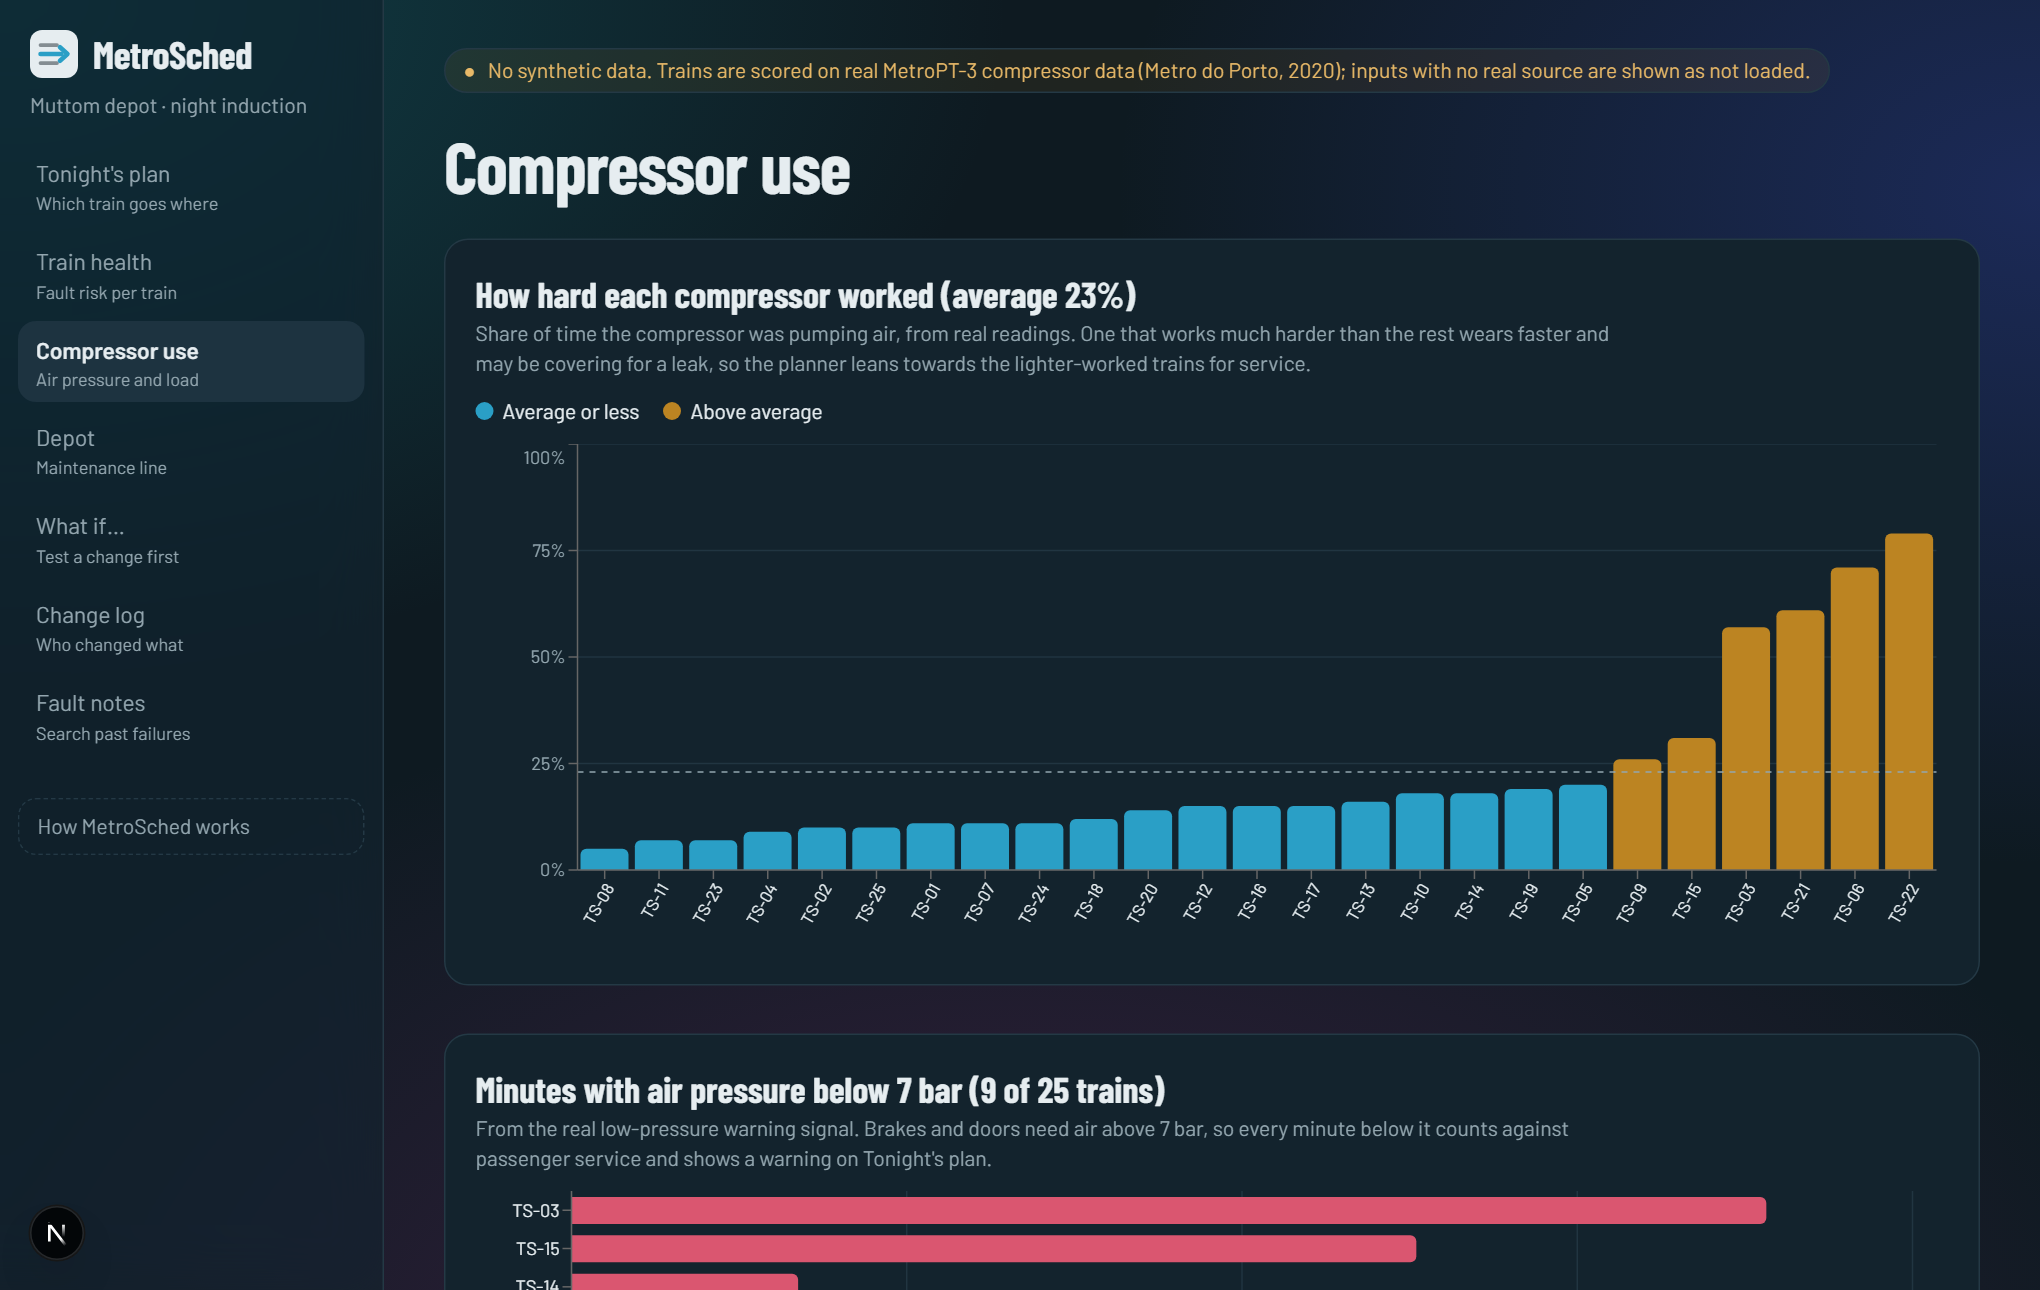 MetroSched
Muttom depot · night induction
Tonight's plan
Which train goes where
Train health
Fault risk per train
Compressor use
Air pressure and load
Depot
Maintenance line
What if...
Test a change first
Change log
Who changed what
Fault notes
Search past failures
How MetroSched works
N
No synthetic data. Trains are scored on real MetroPT-3 compressor data (Metro do Porto, 2020); inputs with no real source are shown as not loaded.
Compressor use
How hard each compressor worked (average 23%)
Share of time the compressor was pumping air, from real readings. One that works much harder than the rest wears faster and
may be covering for a leak, so the planner leans towards the lighter-worked trains for service.
Average or less
Above average
100%
75%
50%
25%
0%
TS-08
TS-11
TS-23
TS-04
TS-02
TS-25
TS-01
TS-07
TS-24
TS-18
TS-20
TS-12
TS-16
TS-17
TS-13
TS-10
TS-14
TS-19
TS-05
TS-09
TS-15
TS-03
TS-21
TS-06
TS-22
Minutes with air pressure below 7 bar (9 of 25 trains)
From the real low-pressure warning signal. Brakes and doors need air above 7 bar, so every minute below it counts against
passenger service and shows a warning on Tonight's plan.
TS-03
TS-15
TS-14